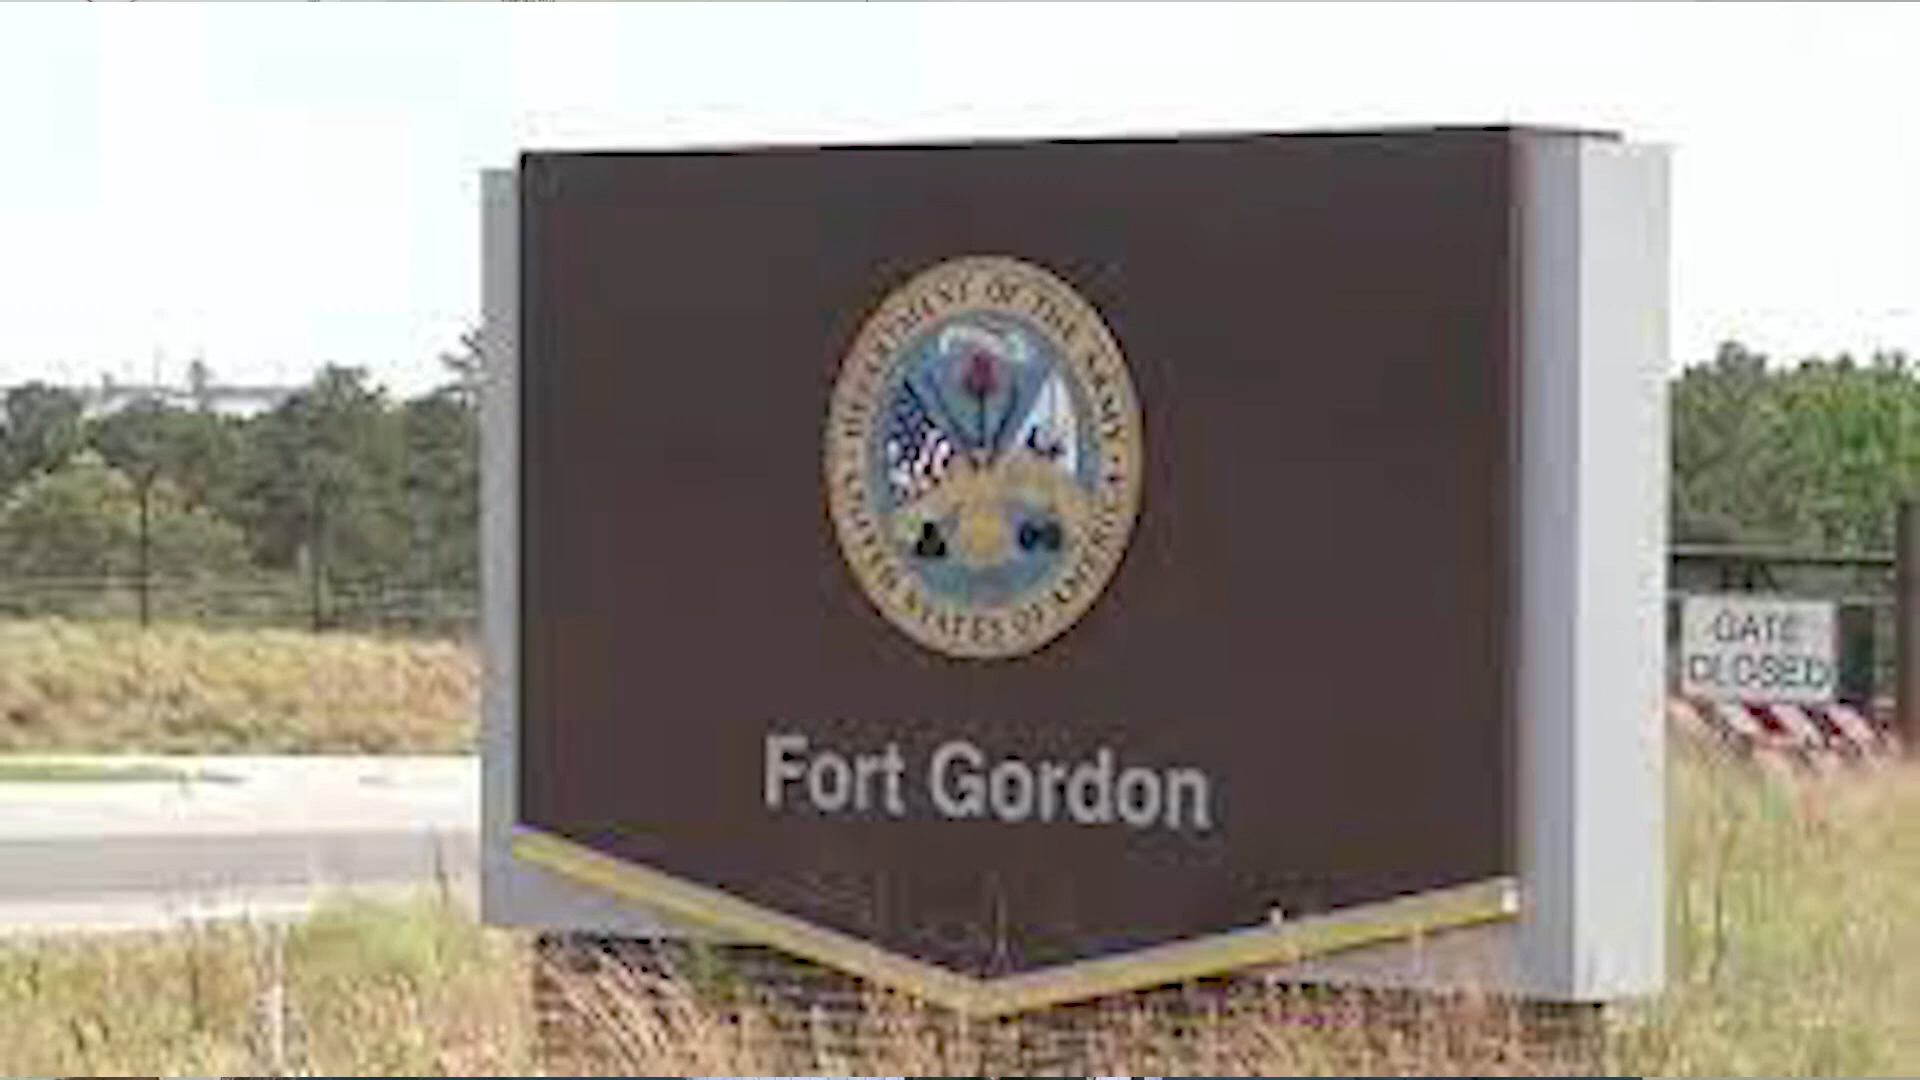 DEPARTMENT OF THE ARMY
UNITED STATES OF AMERICA
Fort Gordon
GATE
CLOSED